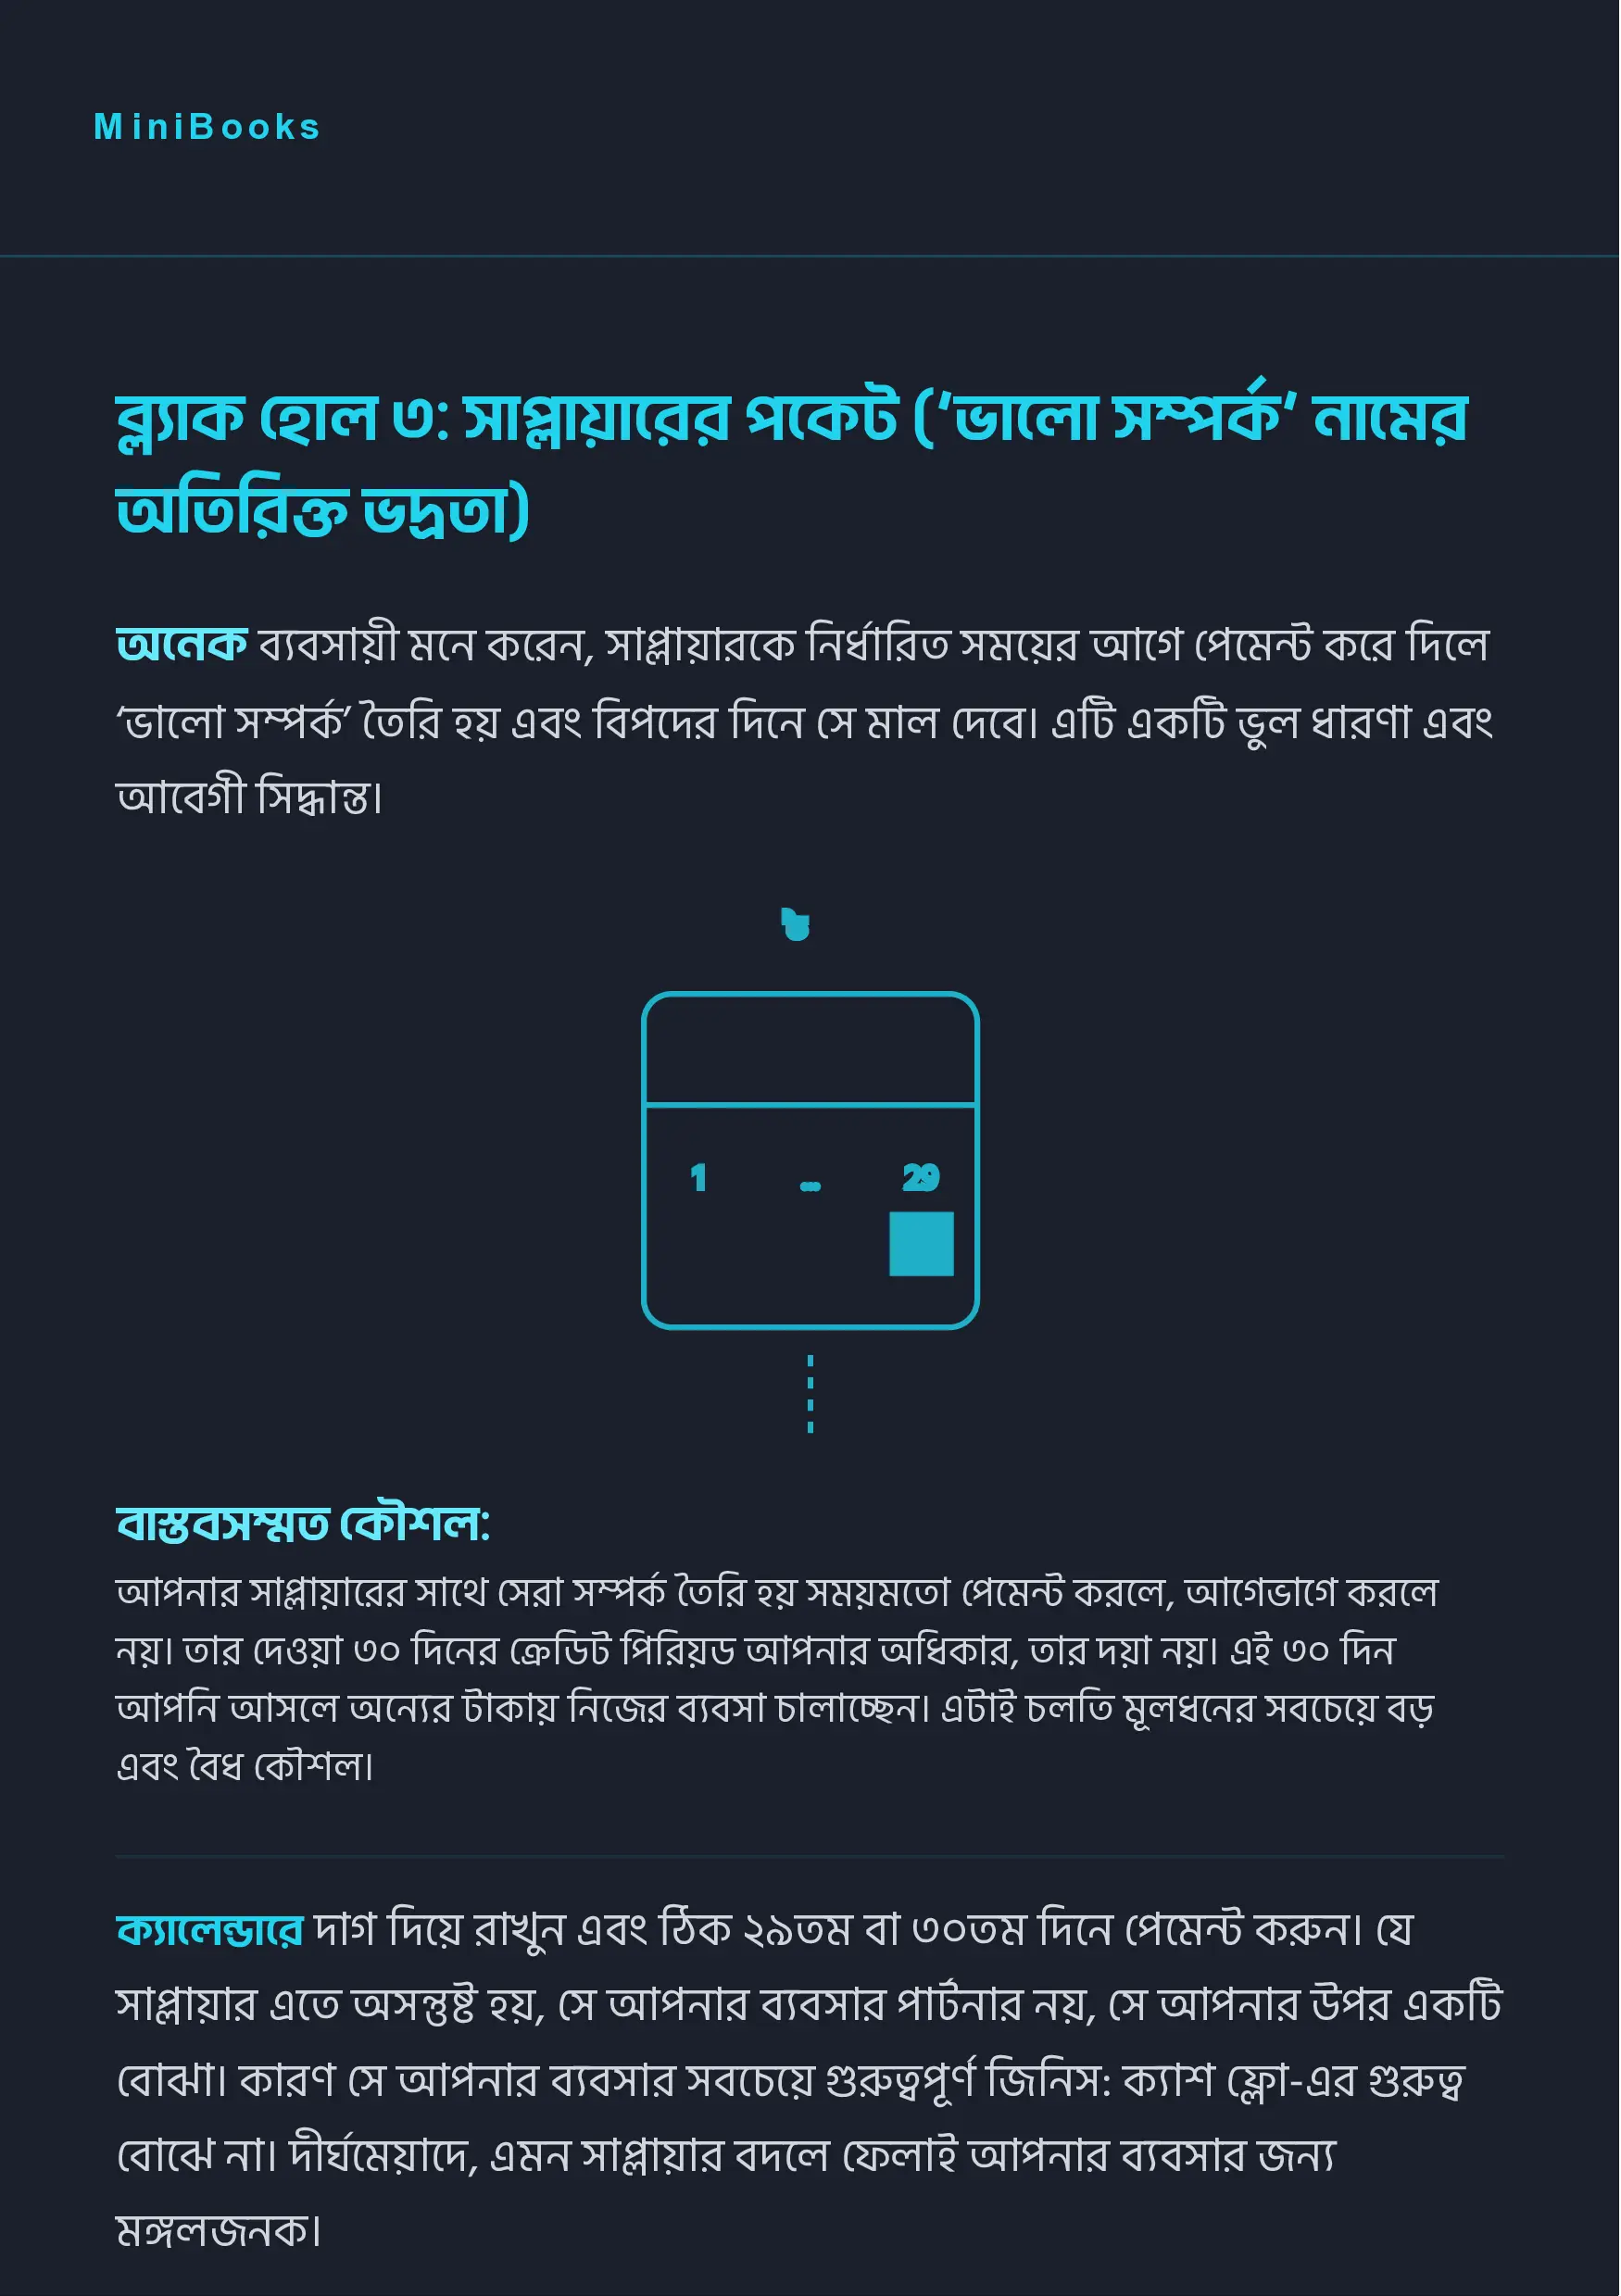 MiniBooks
ব্ল্যাক হোল ৩: সাপ্লায়ারের পকেট (‘ভালো সম্পর্ক’ নামের
অতিরিক্ত ভদ্রতা)
অনেক ব্যবসায়ী মনে করেন, সাপ্লায়ারকে নির্ধারিত সময়ের আগে পেমেন্ট করে দিলে
‘ভালো সম্পর্ক’ তৈরি হয় এবং বিপদের দিনে সে মাল দেবে। এটি একটি ভুল ধারণা এবং
আবেগী সিদ্ধান্ত।
1 ... 29
বাস্তবসম্মত কৌশল:
আপনার সাপ্লায়ারের সাথে সেরা সম্পর্ক তৈরি হয় সময়মতো পেমেন্ট করলে, আগেভাগে করলে
নয়। তার দেওয়া ৩০ দিনের ক্রেডিট পিরিয়ড আপনার অধিকার, তার দয়া নয়। এই ৩০ দিন
আপনি আসলে অন্যের টাকায় নিজের ব্যবসা চালাচ্ছেন। এটাই চলতি মূলধনের সবচেয়ে বড়
এবং বৈধ কৌশল।
ক্যালেন্ডারে দাগ দিয়ে রাখুন এবং ঠিক ২৯তম বা ৩০তম দিনে পেমেন্ট করুন। যে
সাপ্লায়ার এতে অসন্তুষ্ট হয়, সে আপনার ব্যবসার পার্টনার নয়, সে আপনার উপর একটি
বোঝা। কারণ সে আপনার ব্যবসার সবচেয়ে গুরুত্বপূর্ণ জিনিস: ক্যাশ ফ্লো-এর গুরুত্ব
বোঝে না। দীর্ঘমেয়াদে, এমন সাপ্লায়ার বদলে ফেলাই আপনার ব্যবসার জন্য
মঙ্গলজনক।